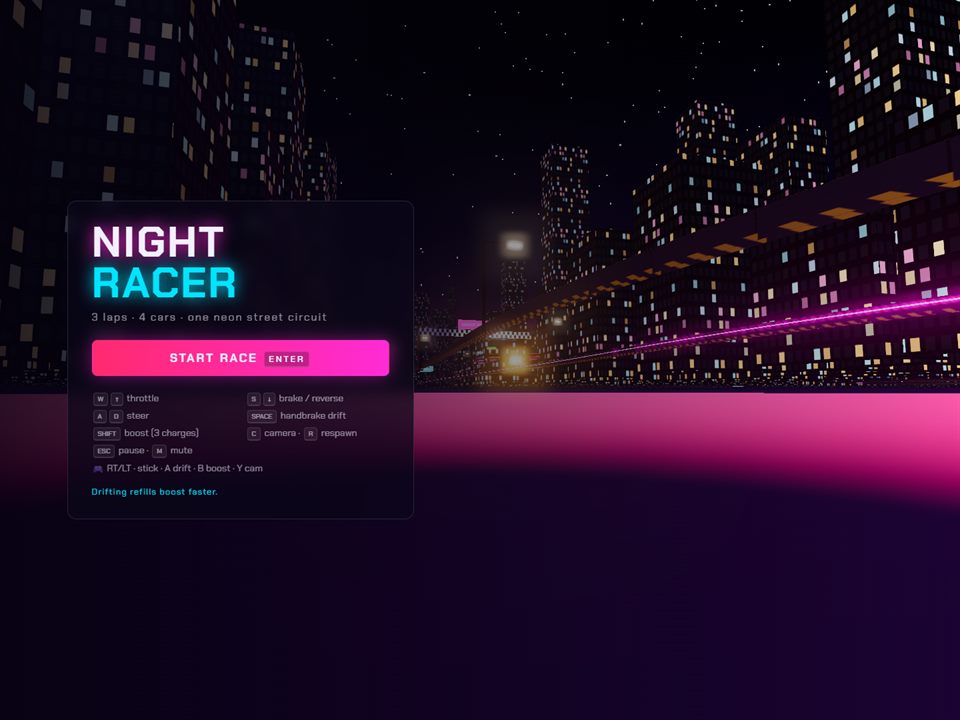 NIGHT
RACER
3 laps · 4 cars · one neon street circuit
START RACE ENTER
W ↑ throttle
S ↓ brake / reverse
A D steer
SPACE handbrake drift
SHIFT boost (3 charges)
C camera · R respawn
ESC pause · M mute
🎮 RT/LT · stick · A drift · B boost · Y cam
Drifting refills boost faster.